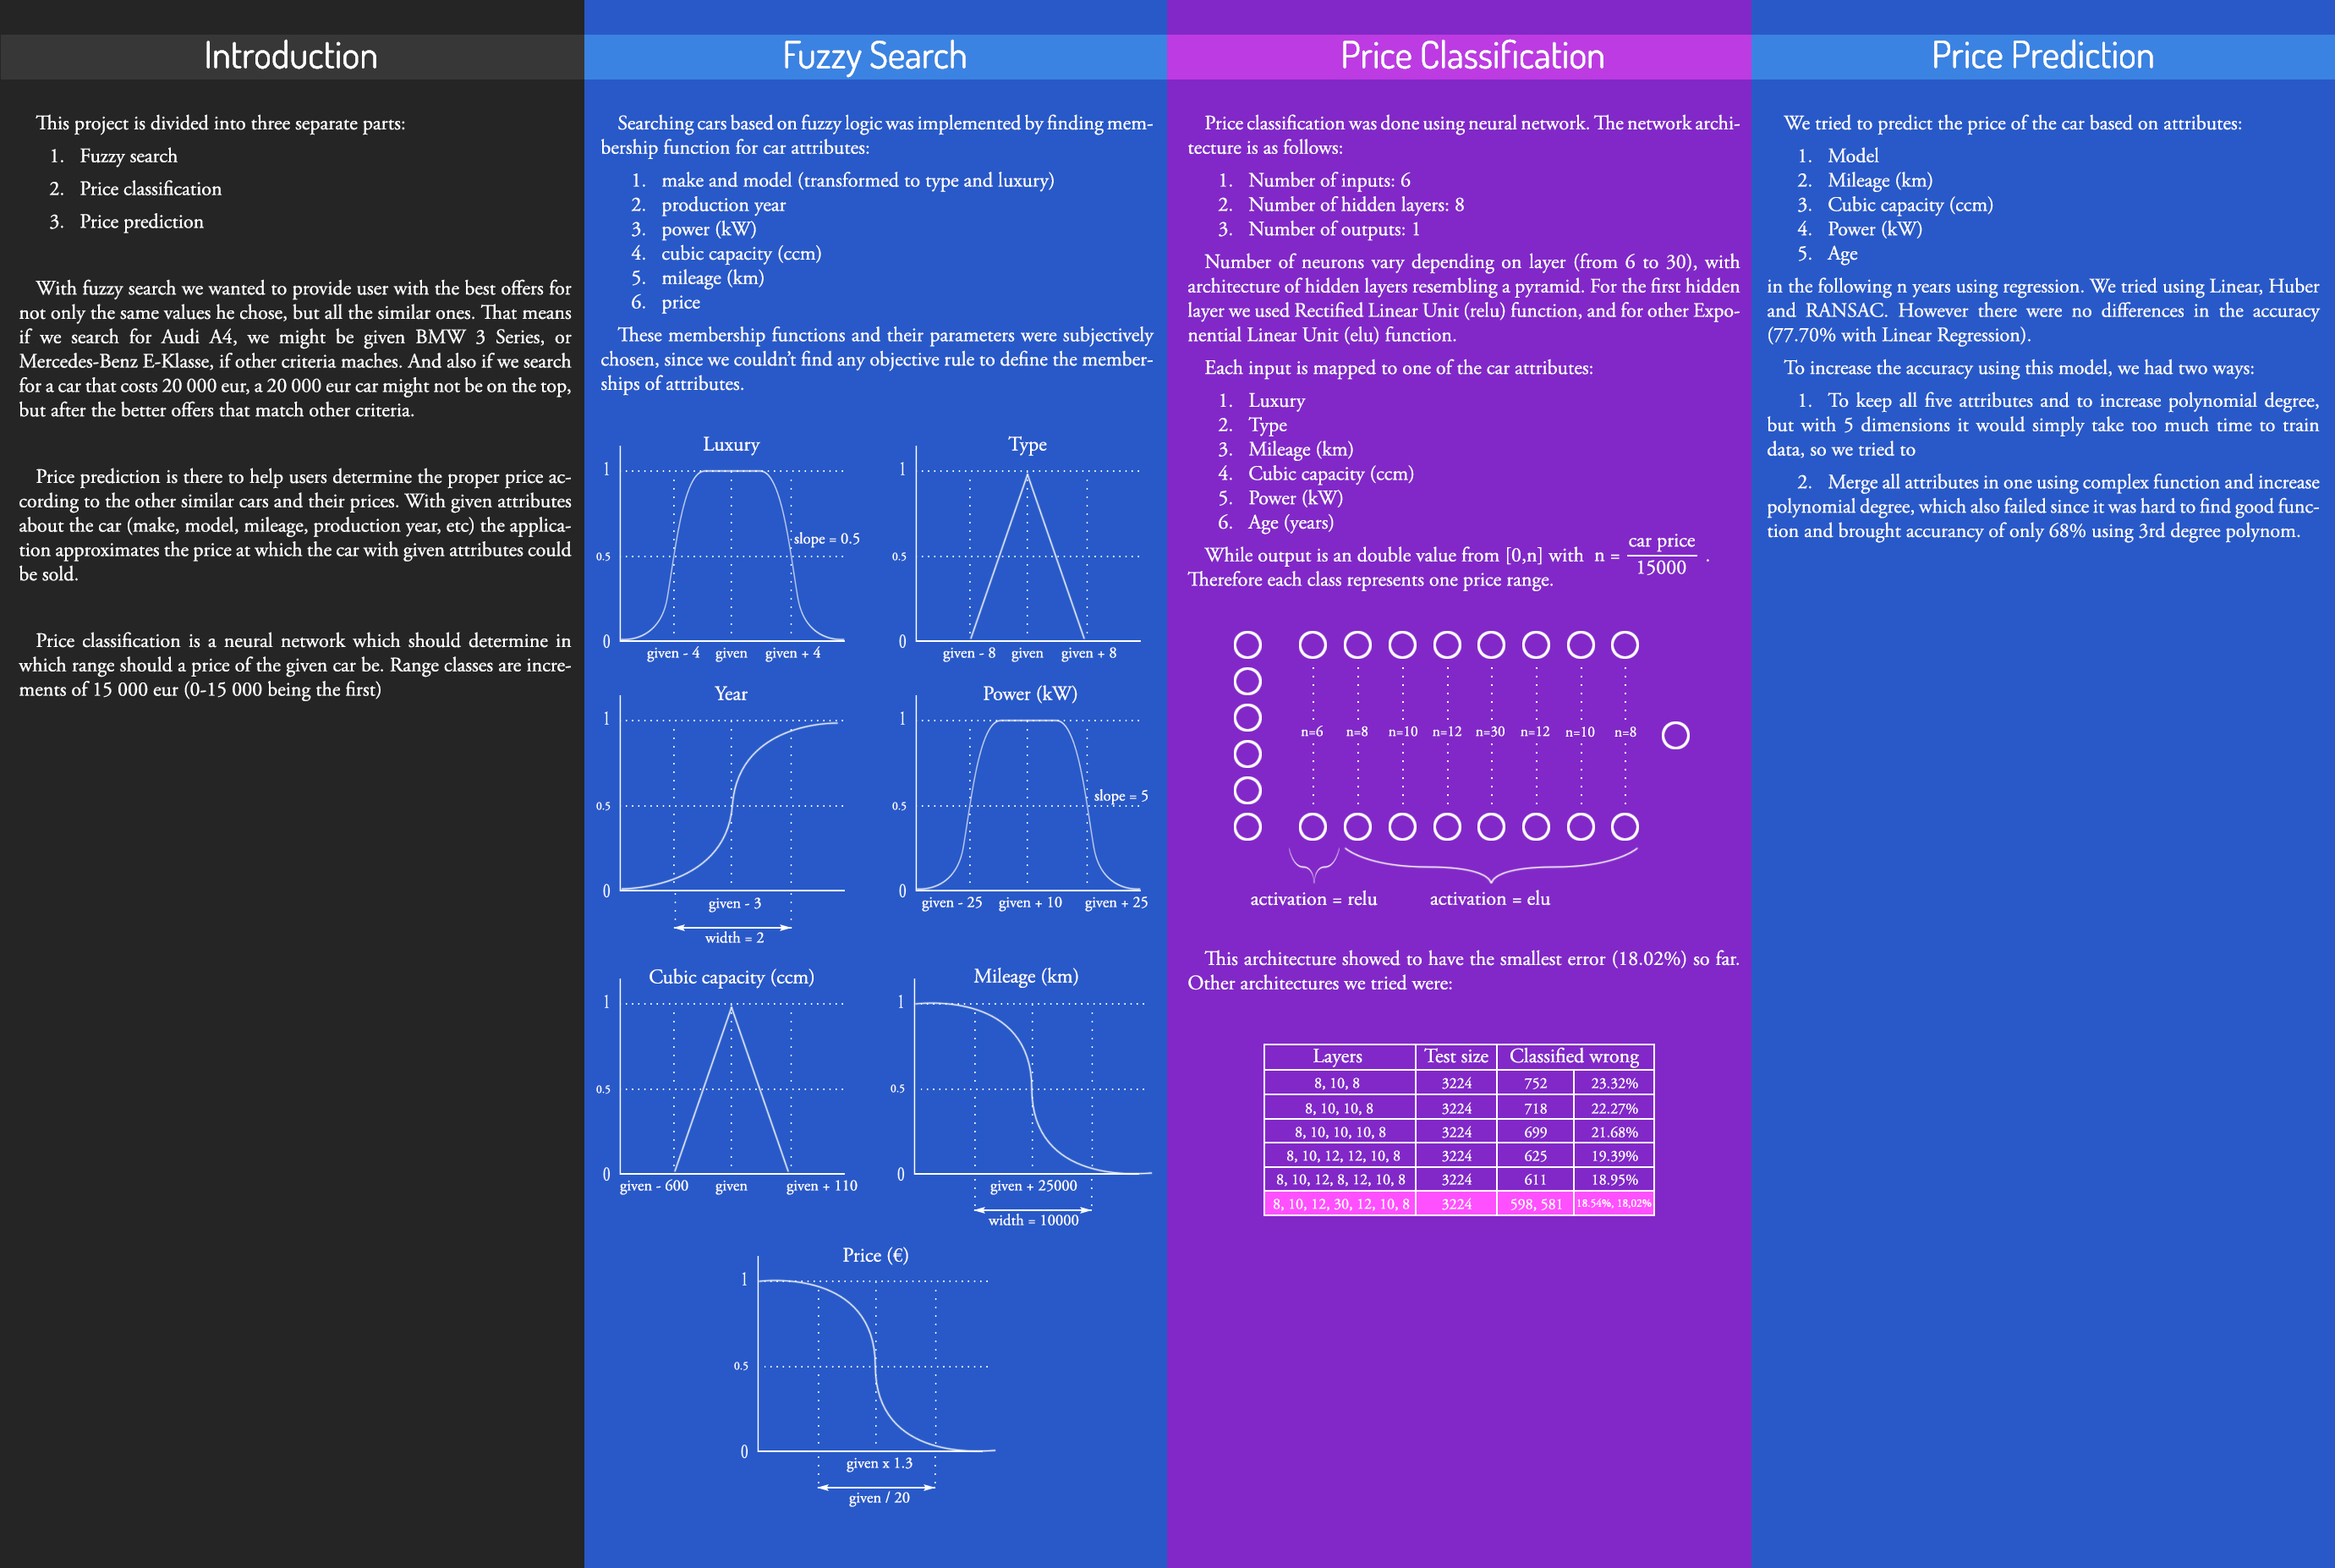 Introduction
This project is divided into three separate parts:
1. Fuzzy search
2. Price classification
3. Price prediction
With fuzzy search we wanted to provide user with the best offers for
not only the same values he chose, but all the similar ones. That means
if we search for Audi A4, we might be given BMW 3 Series, or
Mercedes-Benz E-Klasse, if other criteria maches. And also if we search
for a car that costs 20 000 eur, a 20 000 eur car might not be on the top,
but after the better offers that match other criteria.
Price prediction is there to help users determine the proper price ac-
cording to the other similar cars and their prices. With given attributes
about the car (make, model, mileage, production year, etc) the applica-
tion approximates the price at which the car with given attributes could
be sold.
Price classification is a neural network which should determine in
which range should a price of the given car be. Range classes are incre-
ments of 15 000 eur (0-15 000 being the first)
Fuzzy Search
Searching cars based on fuzzy logic was implemented by finding mem-
bership function for car attributes:
1. make and model (transformed to type and luxury)
2. production year
3. power (kW)
4. cubic capacity (ccm)
5. mileage (km)
6. price
These membership functions and their parameters were subjectively
chosen, since we couldn't find any objective rule to define the member-
ships of attributes.
Luxury
1
0.5
0
slope = 0.5
given - 4 given given + 4
Type
1
0.5
0
given - 8 given given + 8
Year
1
0.5
0
given - 3
width = 2
Power (kW)
1
0.5
0
slope = 5
given - 25 given + 10 given + 25
Cubic capacity (ccm)
1
0.5
0
given - 600 given given + 110
Mileage (km)
1
0.5
0
given + 25000
width = 10000
Price (€)
1
0.5
0
given x 1.3
given / 20
Price Classification
Price classification was done using neural network. The network archi-
tecture is as follows:
1. Number of inputs: 6
2. Number of hidden layers: 8
3. Number of outputs: 1
Number of neurons vary depending on layer (from 6 to 30), with
architecture of hidden layers resembling a pyramid. For the first hidden
layer we used Rectified Linear Unit (relu) function, and for other Expo-
nential Linear Unit (elu) function.
Each input is mapped to one of the car attributes:
1. Luxury
2. Type
3. Mileage (km)
4. Cubic capacity (ccm)
5. Power (kW)
6. Age (years)
While output is an double value from [0,n] with n = car price / 15000 .
Therefore each class represents one price range.
n=6 n=8 n=10 n=12 n=30 n=12 n=10 n=8
activation = relu activation = elu
This architecture showed to have the smallest error (18.02%) so far.
Other architectures we tried were:
Layers Test size Classified wrong
8, 10, 8 3224 752 23.32%
8, 10, 10, 8 3224 718 22.27%
8, 10, 10, 10, 8 3224 699 21.68%
8, 10, 12, 12, 10, 8 3224 625 19.39%
8, 10, 12, 8, 12, 10, 8 3224 611 18.95%
8, 10, 12, 30, 12, 10, 8 3224 598, 581 18.54%, 18,02%
Price Prediction
We tried to predict the price of the car based on attributes:
1. Model
2. Mileage (km)
3. Cubic capacity (ccm)
4. Power (kW)
5. Age
in the following n years using regression. We tried using Linear, Huber
and RANSAC. However there were no differences in the accuracy
(77.70% with Linear Regression).
To increase the accuracy using this model, we had two ways:
1. To keep all five attributes and to increase polynomial degree,
but with 5 dimensions it would simply take too much time to train
data, so we tried to
2. Merge all attributes in one using complex function and increase
polynomial degree, which also failed since it was hard to find good func-
tion and brought accurancy of only 68% using 3rd degree polynom.